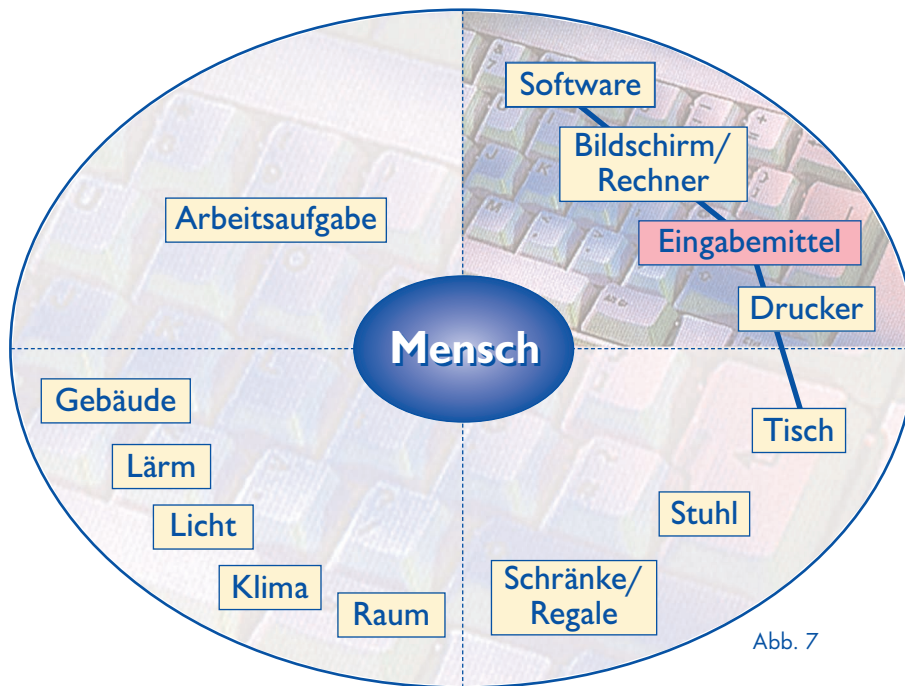 Software
Bildschirm/
Rechner
Arbeitsaufgabe
Eingabemittel
Drucker
Mensch
Gebäude
Tisch
Lärm
Stuhl
Licht
Klima
Schränke/
Regale
Raum
Abb. 7